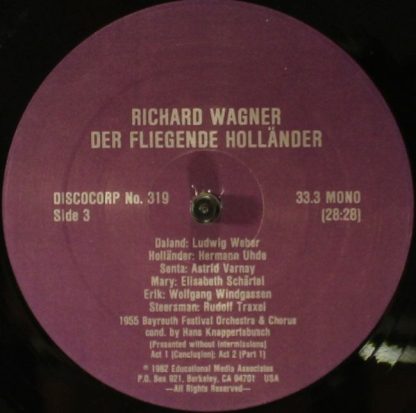 RICHARD WAGNER
DER FLIEGENDE HOLLÄNDER
DISCOCORP No. 319
Side 3
33.3 MONO
[28:28]
Daland: Ludwig Weber
Holländer: Hermann Uhde
Senta: Astrid Varnay
Mary: Elisabeth Schärtel
Erik: Wolfgang Windgassen
Steersman: Rudolf Traxel
1955 Bayreuth Festival Orchestra & Chorus
cond. by Hans Knappertsbusch
(Presented without intermissions)
Act 1 (Conclusion); Act 2 (Part 1)
℗ 1982 Educational Media Associates
P.O. Box 921, Berkeley, CA 94701 USA
—All Rights Reserved—